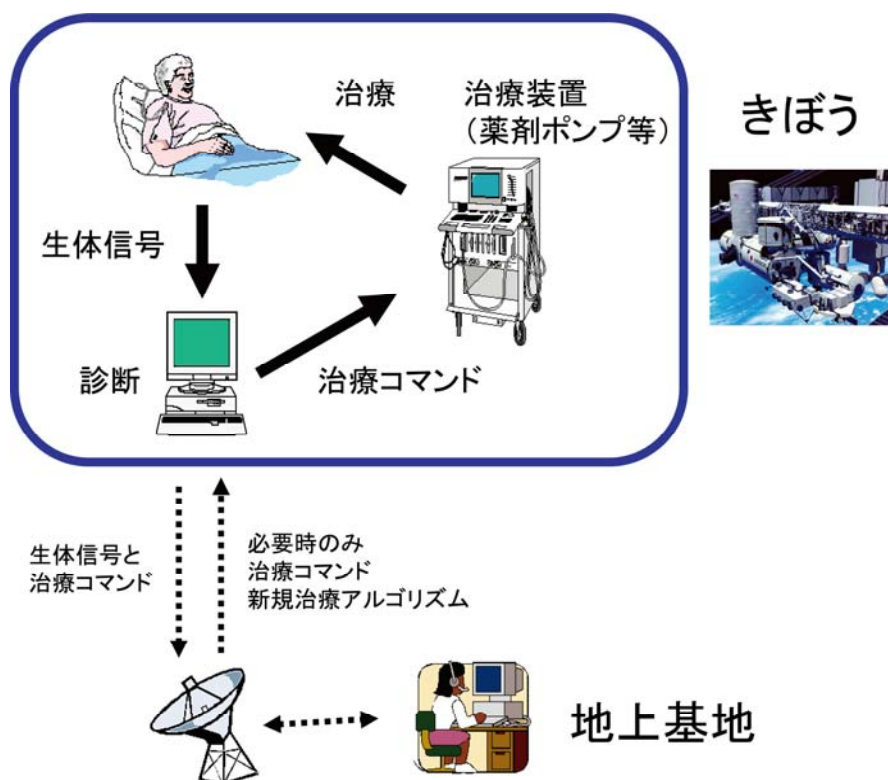 治療
治療装置
（薬剤ポンプ等）
きぼう
生体信号
診断
治療コマンド
生体信号と
治療コマンド
必要時のみ
治療コマンド
新規治療アルゴリズム
地上基地